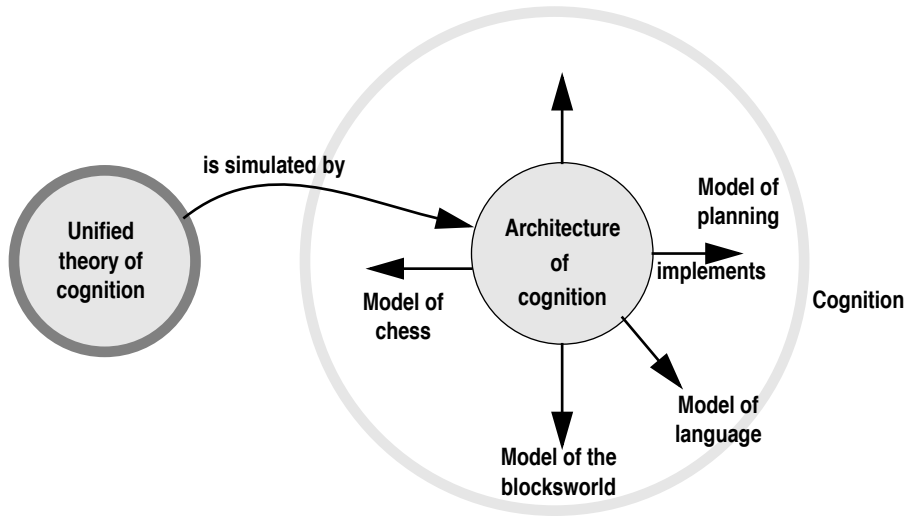 is simulated by
Unified
theory of
cognition
Architecture
of
cognition
Model of
planning
implements
Model of
chess
Cognition
Model of
language
Model of the
blocksworld